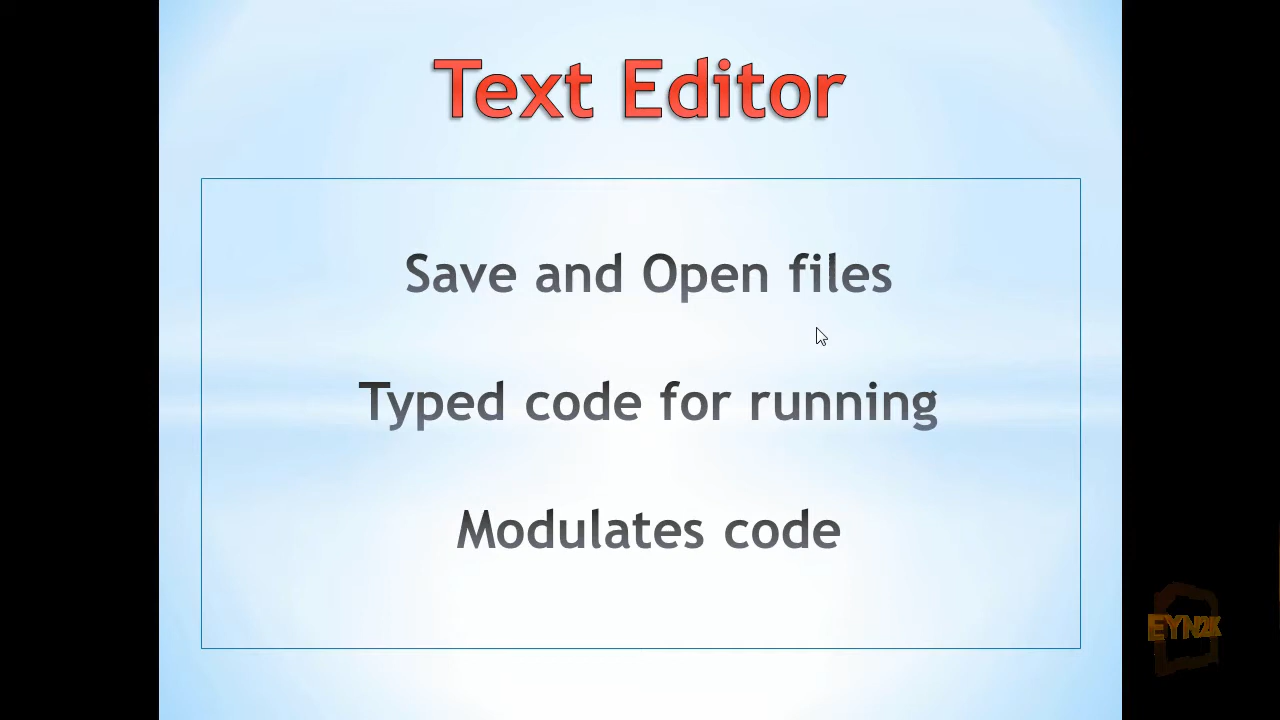 Text Editor
Save and Open files
Typed code for running
Modulates code
EYN2K